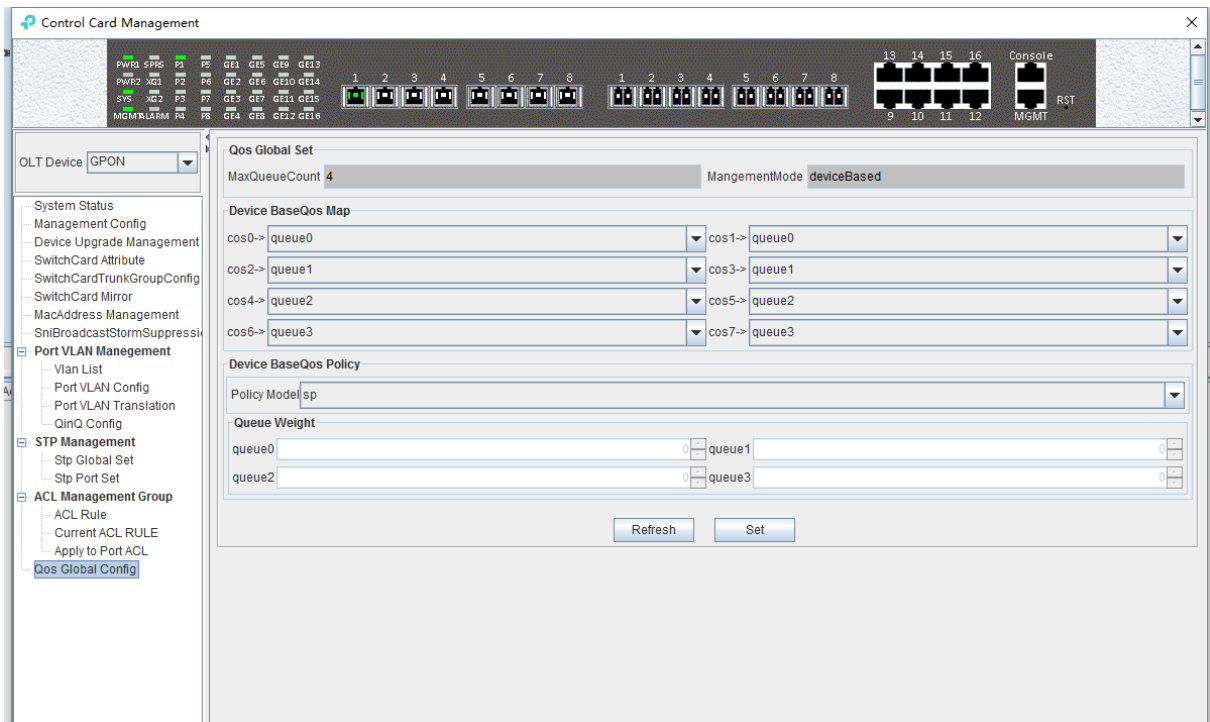 Control Card Management
PWR1 SPRS P1 P5 GE1 GE5 GE9 GE13
PWR2 XG1 P2 P6 GE2 GE6 GE10 GE14
SYS XG2 P3 P7 GE3 GE7 GE11 GE15
MGMT ALARM P4 P8 GE4 GE8 GE12 GE16
1 2 3 4 5 6 7 8 1 2 3 4 5 6 7 8
13 14 15 16 Console
RST
9 10 11 12 MGMT
OLT Device GPON
System Status
Management Config
Device Upgrade Management
SwitchCard Attribute
SwitchCardTrunkGroupConfig
SwitchCard Mirror
MacAddress Management
SniBroadcastStormSuppressi
Port VLAN Manegement
Vlan List
Port VLAN Config
Port VLAN Translation
QinQ Config
STP Management
Stp Global Set
Stp Port Set
ACL Management Group
ACL Rule
Current ACL RULE
Apply to Port ACL
Qos Global Config
Qos Global Set
MaxQueueCount 4 MangementMode deviceBased
Device BaseQos Map
cos0-> queue0 cos1-> queue0
cos2-> queue1 cos3-> queue1
cos4-> queue2 cos5-> queue2
cos6-> queue3 cos7-> queue3
Device BaseQos Policy
Policy Model sp
Queue Weight
queue0 0 queue1 0
queue2 0 queue3 0
Refresh Set